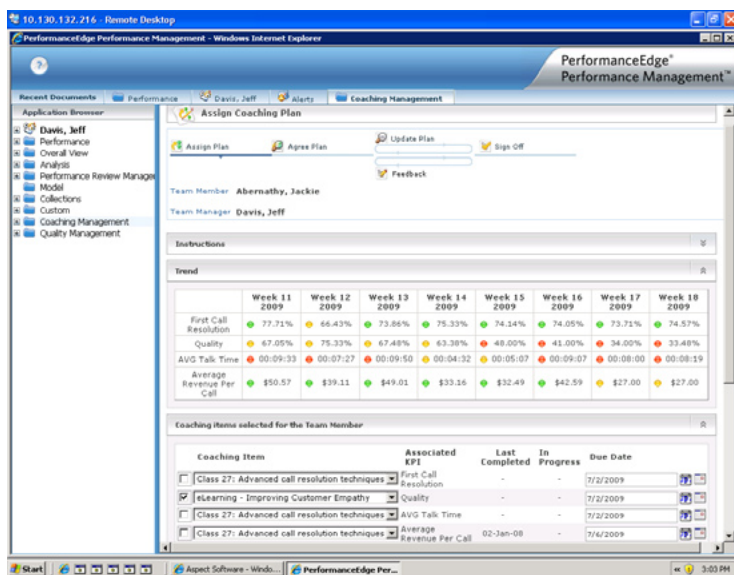 10.130.132.216 - Remote Desktop
PerformanceEdge Performance Management - Windows Internet Explorer
PerformanceEdge®
Performance Management™
Recent Documents Performance Davis, Jeff Alerts Coaching Management
Application Browser
Davis, Jeff
Performance
Overall View
Analysis
Performance Review Manager
Model
Collections
Custom
Coaching Management
Quality Management
Assign Coaching Plan
Assign Plan Agree Plan Update Plan Sign Off
Feedback
Team Member Abernathy, Jackie
Team Manager Davis, Jeff
Instructions
Trend
Week 11 2009 Week 12 2009 Week 13 2009 Week 14 2009 Week 15 2009 Week 16 2009 Week 17 2009 Week 18 2009
First Call Resolution 77.71% 66.43% 73.86% 75.33% 74.14% 74.05% 73.71% 74.57%
Quality 67.05% 75.33% 67.48% 63.38% 48.00% 41.00% 34.00% 33.48%
AVG Talk Time 00:09:33 00:07:27 00:09:50 00:04:32 00:05:07 00:09:07 00:08:00 00:08:19
Average Revenue Per Call $50.57 $39.11 $49.01 $33.16 $32.49 $42.59 $27.00 $27.00
Coaching items selected for the Team Member
Coaching Item Associated KPI Last Completed In Progress Due Date
Class 27: Advanced call resolution techniques First Call Resolution - - 7/2/2009
eLearning - Improving Customer Empathy Quality - - 7/2/2009
Class 27: Advanced call resolution techniques AVG Talk Time - - 7/2/2009
Class 27: Advanced call resolution techniques Average Revenue Per Call 02-Jan-08 - 7/6/2009
Start Aspect Software - Windo... PerformanceEdge Per... 3:03 PM